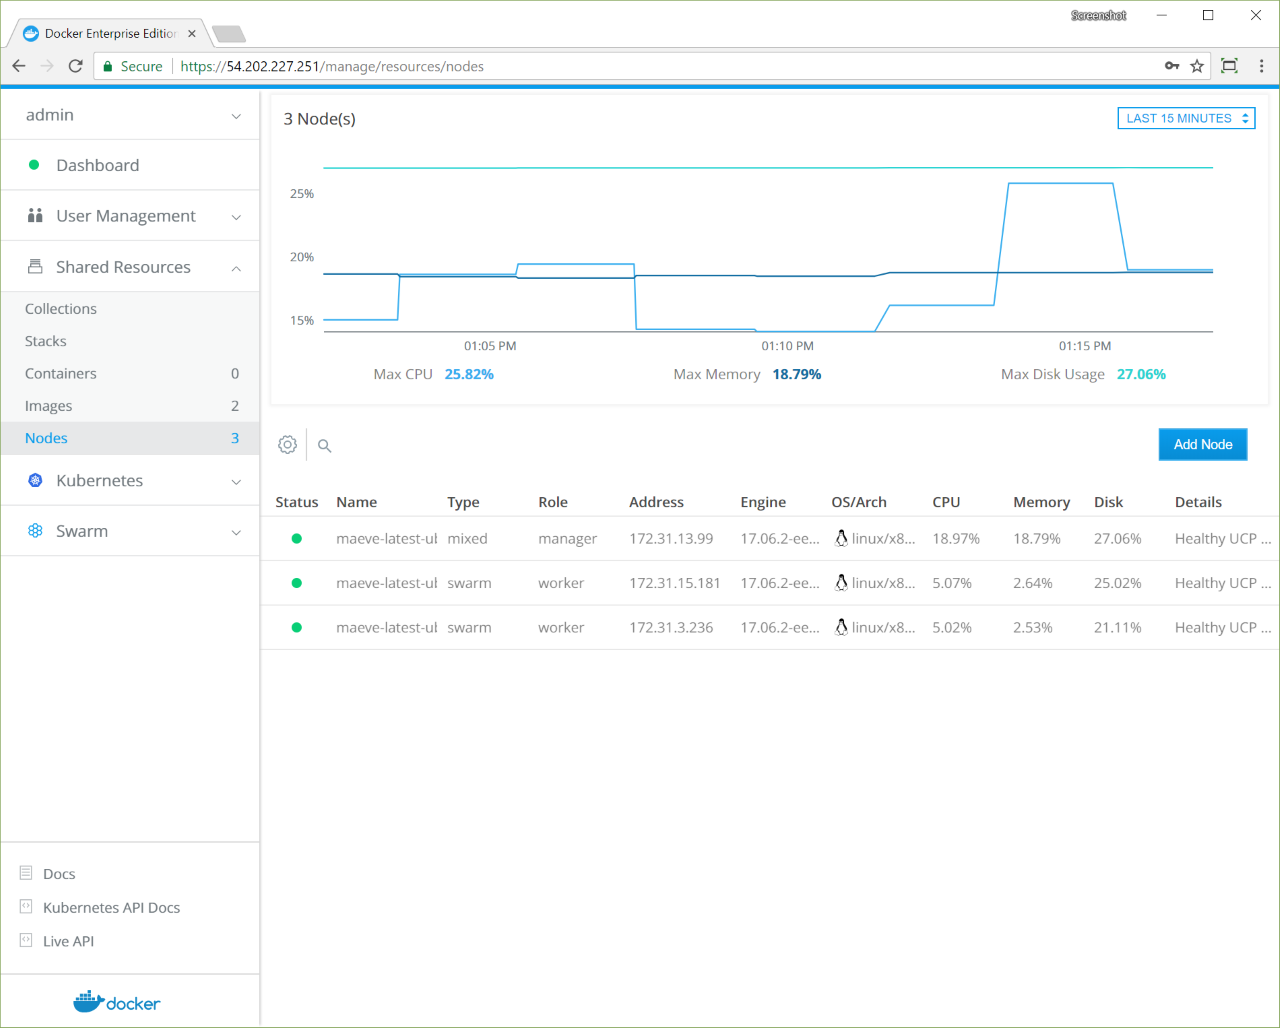 Screenshot
Docker Enterprise Edition
Secure https://54.202.227.251/manage/resources/nodes
admin
Dashboard
User Management
Shared Resources
Collections
Stacks
Containers 0
Images 2
Nodes 3
Kubernetes
Swarm
Docs
Kubernetes API Docs
Live API
docker
3 Node(s)
LAST 15 MINUTES
25%
20%
15%
01:05 PM 01:10 PM 01:15 PM
Max CPU 25.82% Max Memory 18.79% Max Disk Usage 27.06%
Add Node
Status Name Type Role Address Engine OS/Arch CPU Memory Disk Details
maeve-latest-ub mixed manager 172.31.13.99 17.06.2-ee... linux/x8... 18.97% 18.79% 27.06% Healthy UCP ...
maeve-latest-ub swarm worker 172.31.15.181 17.06.2-ee... linux/x8... 5.07% 2.64% 25.02% Healthy UCP ...
maeve-latest-ub swarm worker 172.31.3.236 17.06.2-ee... linux/x8... 5.02% 2.53% 21.11% Healthy UCP ...